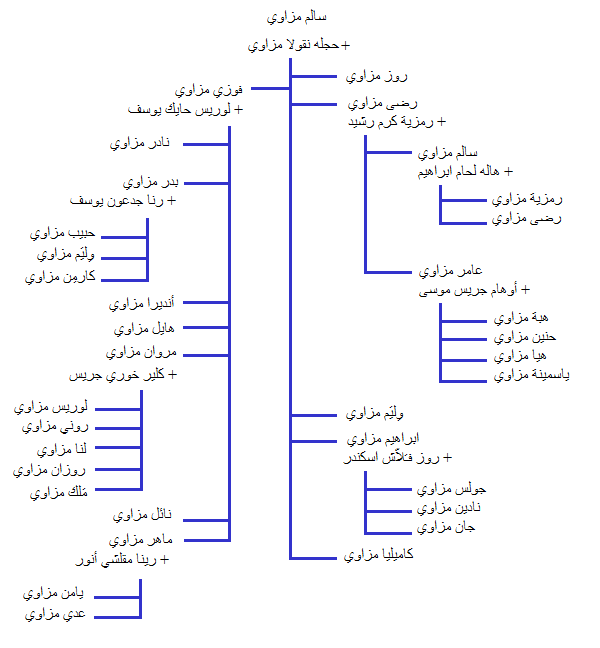 سالم مزاوي
+ حجله نقولا مزاوي
روز مزاوي
رضى مزاوي
+ رمزية كرم رشيد
سالم مزاوي
+ هاله لحام ابراهيم
رمزية مزاوي
رضى مزاوي
عامر مزاوي
+ أوهام جريس موسى
هبة مزاوي
حنين مزاوي
هيا مزاوي
ياسمينة مزاوي
وليّم مزاوي
ابراهيم مزاوي
+ روز قتلاّش اسكندر
جولس مزاوي
نادين مزاوي
جان مزاوي
كاميليا مزاوي
فوزي مزاوي
+ لوريس حايك يوسف
نادر مزاوي
بدر مزاوي
+ رنا جدعون يوسف
حبيب مزاوي
وليّم مزاوي
كارمِن مزاوي
أنديرا مزاوي
هايل مزاوي
مروان مزاوي
+ كلير خوري جريس
لوريس مزاوي
روني مزاوي
لنا مزاوي
روزان مزاوي
مَلك مزاوي
نائل مزاوي
ماهر مزاوي
+ رينا مقلشي أنور
يامن مزاوي
عدي مزاوي